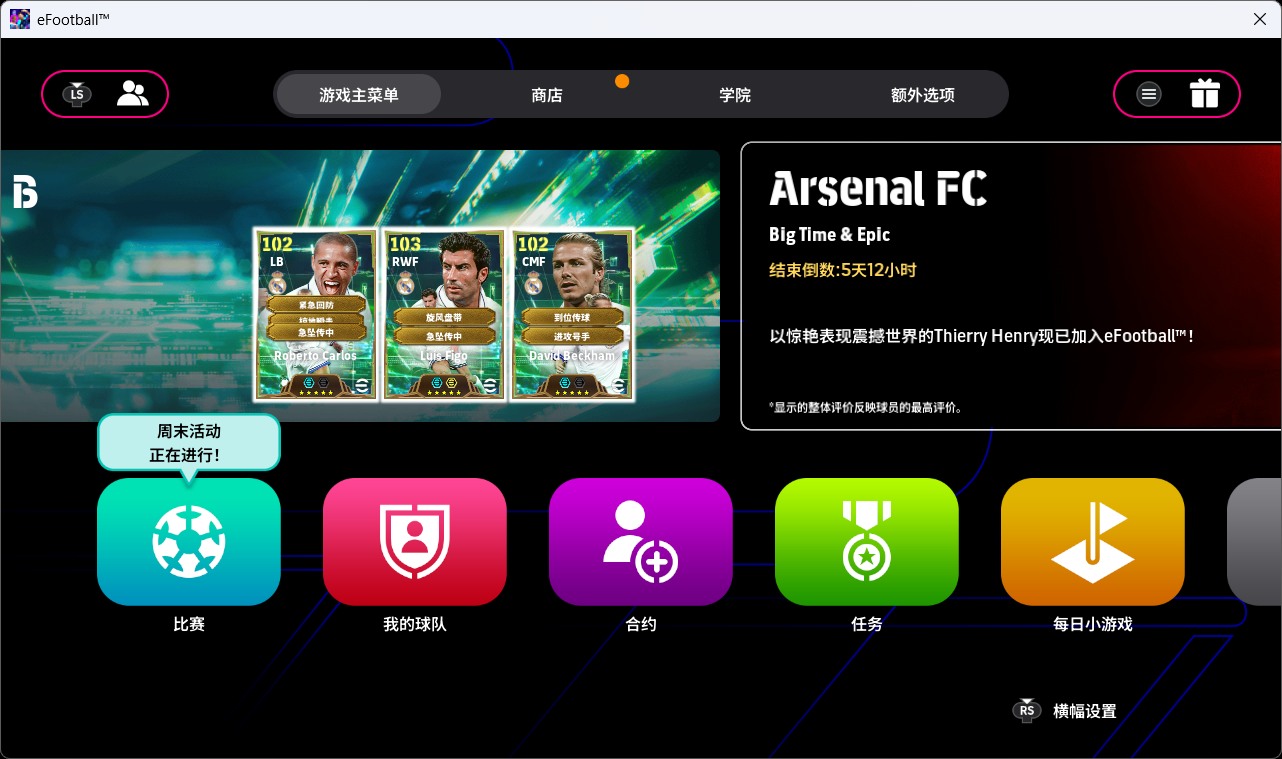 eFootball™
LS
游戏主菜单
商店
学院
额外选项
B
102
LB
紧急回防
急坠传中
Roberto Carlos
103
RWF
旋风盘带
急坠传中
Luis Figo
102
CMF
到位传球
进攻号手
David Beckham
Arsenal FC
Big Time & Epic
结束倒数:5天12小时
以惊艳表现震撼世界的Thierry Henry现已加入eFootball™!
*显示的整体评价反映球员的最高评价。
周末活动
正在进行!
比赛
我的球队
合约
任务
每日小游戏
RS
横幅设置